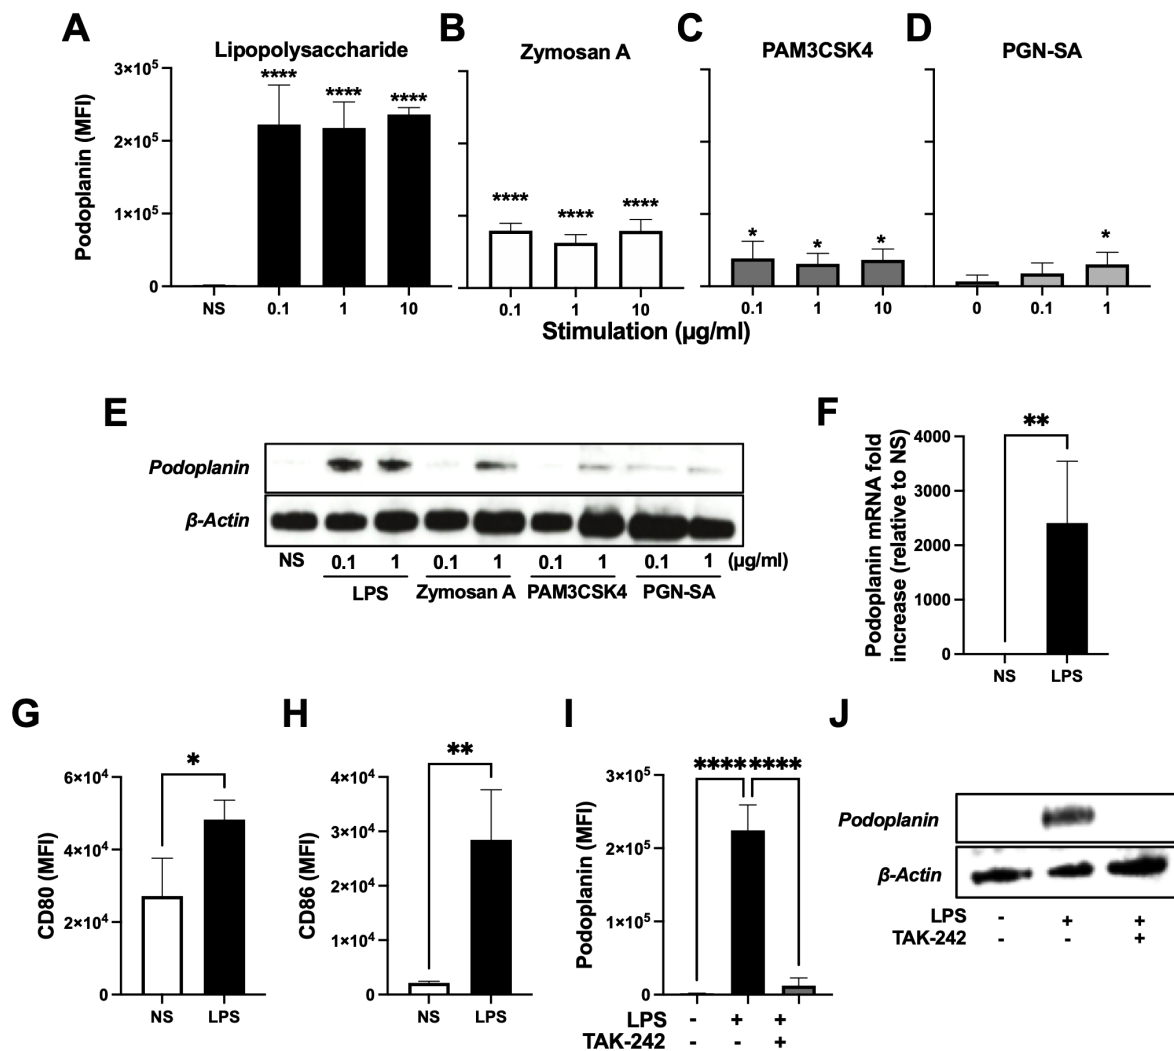 A B C D
Lipopolysaccharide Zymosan A PAM3CSK4 PGN-SA
Podoplanin (MFI)
3×10⁵
2×10⁵
1×10⁵
0
**** **** ****
**** **** ****
* * *
*
NS 0.1 1 10 0.1 1 10 0.1 1 10 0 0.1 1
Stimulation (µg/ml)
E
Podoplanin
β-Actin
NS 0.1 1 0.1 1 0.1 1 0.1 1 (µg/ml)
LPS Zymosan A PAM3CSK4 PGN-SA
F
Podoplanin mRNA fold
increase (relative to NS)
4000
3000
2000
1000
0
**
NS LPS
G
CD80 (MFI)
6×10⁴
4×10⁴
2×10⁴
0
*
NS LPS
H
CD86 (MFI)
4×10⁴
3×10⁴
2×10⁴
1×10⁴
0
**
NS LPS
I
Podoplanin (MFI)
3×10⁵
2×10⁵
1×10⁵
0
**** ****
LPS - + +
TAK-242 - - +
J
Podoplanin
β-Actin
LPS - + +
TAK-242 - - +